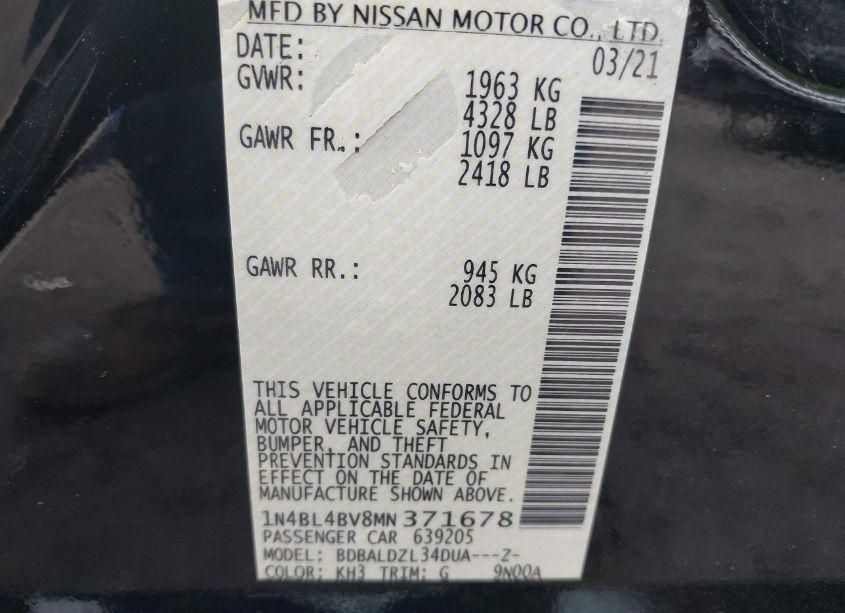 MFD BY NISSAN MOTOR CO., LTD.
DATE: 03/21
GVWR: 1963 KG
4328 LB
GAWR FR.: 1097 KG
2418 LB
GAWR RR.: 945 KG
2083 LB
THIS VEHICLE CONFORMS TO
ALL APPLICABLE FEDERAL
MOTOR VEHICLE SAFETY,
BUMPER, AND THEFT
PREVENTION STANDARDS IN
EFFECT ON THE DATE OF
MANUFACTURE SHOWN ABOVE.
1N4BL4BV8MN371678
PASSENGER CAR 639205
MODEL: BDBALDZL34DUA---Z-
COLOR: KH3 TRIM: G 9N00A